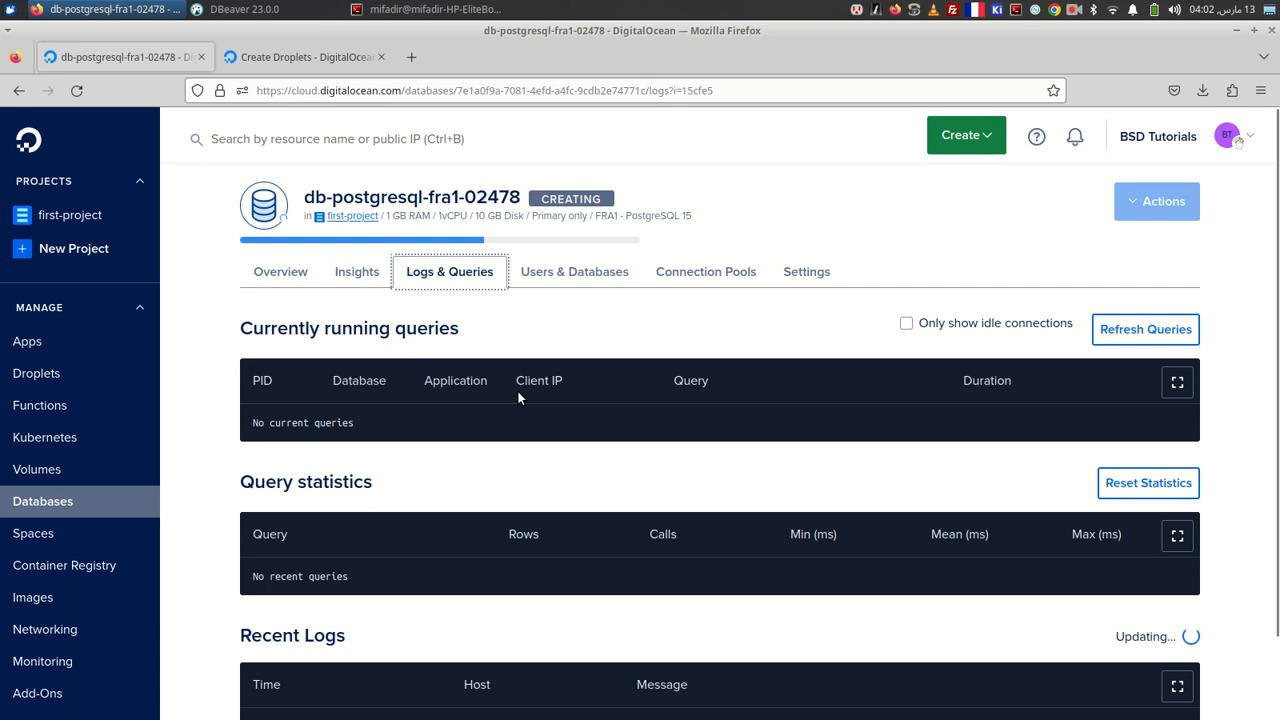 db-postgresql-fra1-02478 - ...
DBeaver 23.0.0
mifadir@mifadir-HP-EliteBo...
Ki
04:02 ,13 مارس
db-postgresql-fra1-02478 - DigitalOcean — Mozilla Firefox
db-postgresql-fra1-02478 - Di
Create Droplets - DigitalOcean
https://cloud.digitalocean.com/databases/7e1a0f9a-7081-4efd-a4fc-9cdb2e74771c/logs?i=15cfe5
Search by resource name or public IP (Ctrl+B)
Create
BSD Tutorials
BT
PROJECTS
first-project
New Project
MANAGE
Apps
Droplets
Functions
Kubernetes
Volumes
Databases
Spaces
Container Registry
Images
Networking
Monitoring
Add-Ons
db-postgresql-fra1-02478 CREATING
in first-project / 1 GB RAM / 1vCPU / 10 GB Disk / Primary only / FRA1 - PostgreSQL 15
Actions
Overview Insights Logs & Queries Users & Databases Connection Pools Settings
Currently running queries
Only show idle connections
Refresh Queries
PID Database Application Client IP Query Duration
No current queries
Query statistics
Reset Statistics
Query Rows Calls Min (ms) Mean (ms) Max (ms)
No recent queries
Recent Logs
Updating...
Time Host Message